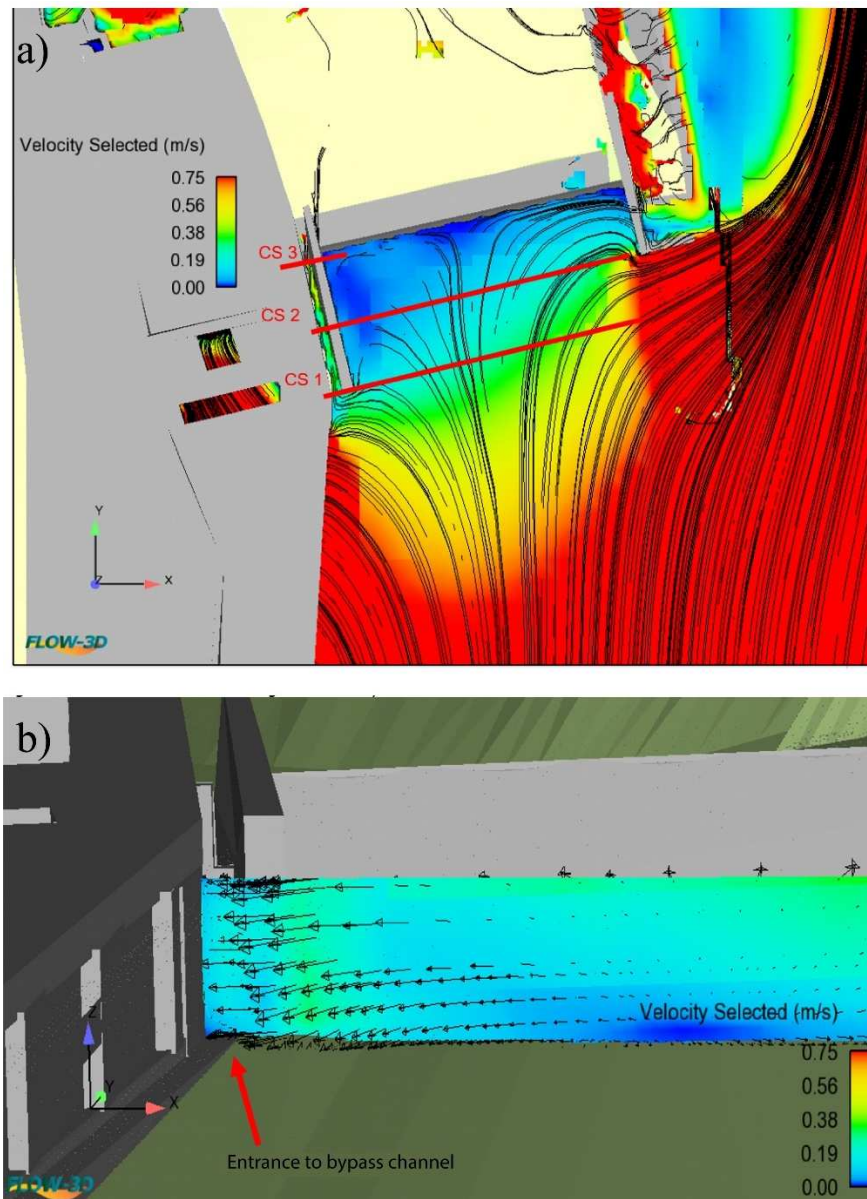 a)
Velocity Selected (m/s)
0.75
0.56
0.38
0.19
0.00
CS 3
CS 2
CS 1
Y
Z
X
FLOW-3D
b)
Velocity Selected (m/s)
0.75
0.56
0.38
0.19
0.00
Z
Y
X
Entrance to bypass channel
FLOW-3D